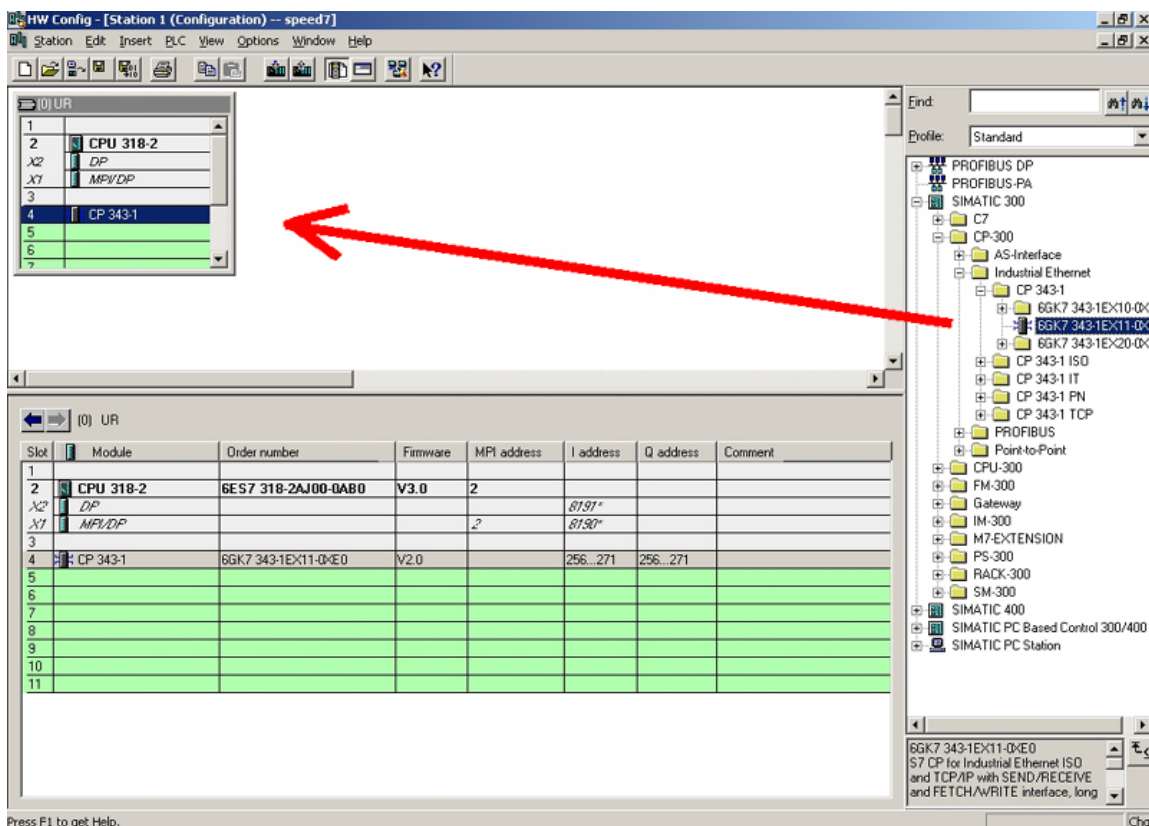 HW Config - [Station 1 (Configuration) -- speed7]
Station Edit Insert PLC View Options Window Help
(0) UR
1
2 CPU 318-2
X2 DP
X1 MPI/DP
3
4 CP 343-1
5
6
7
Find:
Profile: Standard
PROFIBUS DP
PROFIBUS-PA
SIMATIC 300
C7
CP-300
AS-Interface
Industrial Ethernet
CP 343-1
6GK7 343-1EX10-0X
6GK7 343-1EX11-0X
6GK7 343-1EX20-0X
CP 343-1 ISO
CP 343-1 IT
CP 343-1 PN
CP 343-1 TCP
PROFIBUS
Point-to-Point
CPU-300
FM-300
Gateway
IM-300
M7-EXTENSION
PS-300
RACK-300
SM-300
SIMATIC 400
SIMATIC PC Based Control 300/400
SIMATIC PC Station
(0) UR
Slot Module Order number Firmware MPI address I address Q address Comment
1
2 CPU 318-2 6ES7 318-2AJ00-0AB0 V3.0 2
X2 DP 8191*
X1 MPI/DP 2 8190*
3
4 CP 343-1 6GK7 343-1EX11-0XE0 V2.0 256...271 256...271
5
6
7
8
9
10
11
6GK7 343-1EX11-0XE0
S7 CP for Industrial Ethernet ISO
and TCP/IP with SEND/RECEIVE
and FETCH/WRITE interface, long
Press F1 to get Help.
Chg